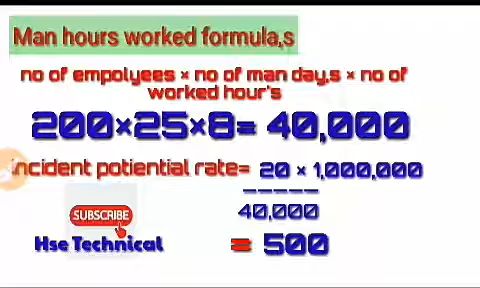 Man hours worked formula,s
no of empolyees × no of man day,s × no of
worked hour's
200×25×8= 40,000
incident potiential rate= 20 × 1,000,000
40,000
SUBSCRIBE
Hse Technical
= 500